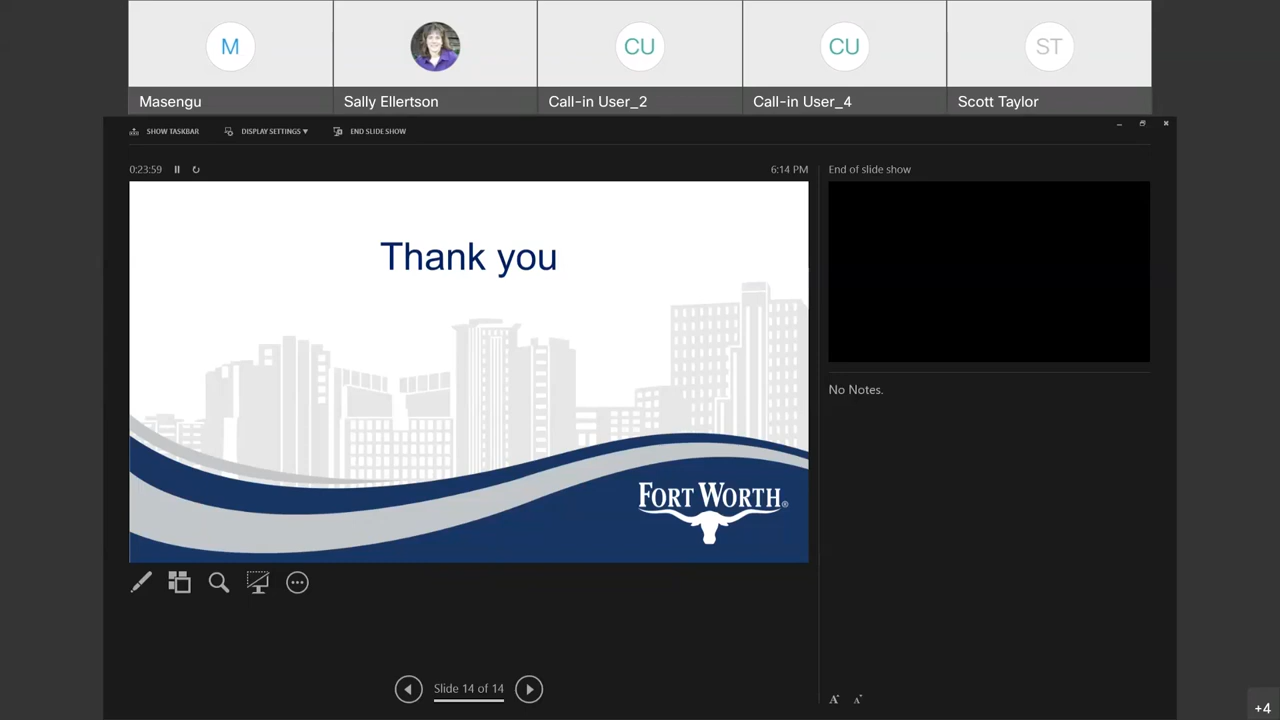 M
CU
CU
ST
Masengu
Sally Ellertson
Call-in User_2
Call-in User_4
Scott Taylor
SHOW TASKBAR
DISPLAY SETTINGS ▼
END SLIDE SHOW
0:23:59
6:14 PM
End of slide show
Thank you
FORT WORTH®
No Notes.
Slide 14 of 14
A A
+4